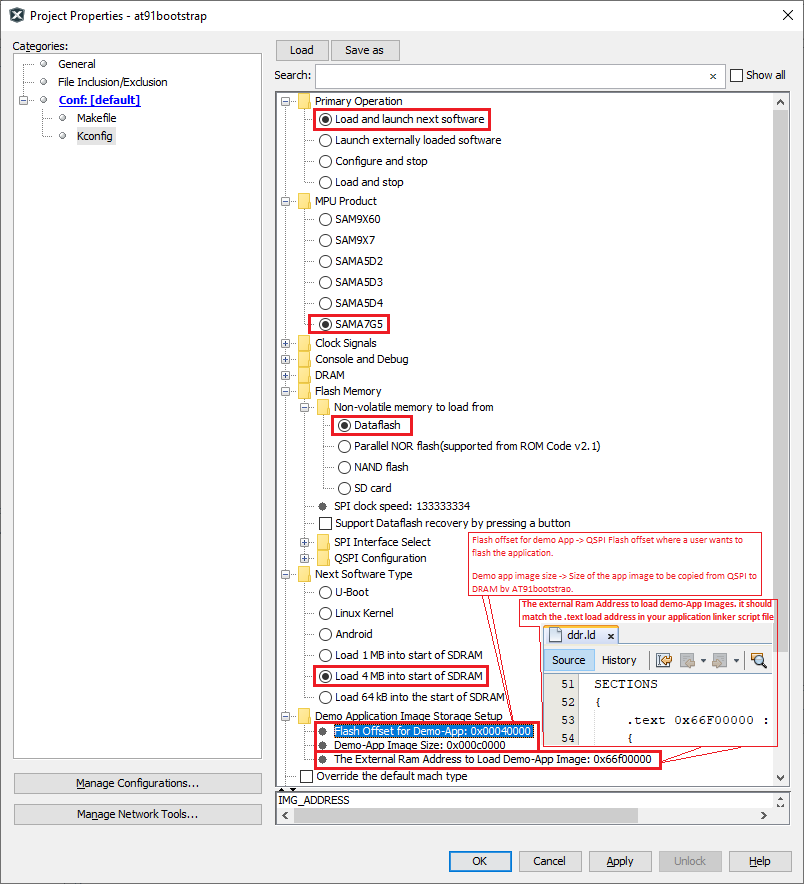 Project Properties - at91bootstrap
Categories:
General
File Inclusion/Exclusion
Conf: [default]
Makefile
Kconfig
Manage Configurations...
Manage Network Tools...
Load
Save as
Search:
Show all
Primary Operation
Load and launch next software
Launch externally loaded software
Configure and stop
Load and stop
MPU Product
SAM9X60
SAM9X7
SAMA5D2
SAMA5D3
SAMA5D4
SAMA7G5
Clock Signals
Console and Debug
DRAM
Flash Memory
Non-volatile memory to load from
Dataflash
Parallel NOR flash(supported from ROM Code v2.1)
NAND flash
SD card
SPI clock speed: 133333334
Support Dataflash recovery by pressing a button
SPI Interface Select
QSPI Configuration
Next Software Type
U-Boot
Linux Kernel
Android
Load 1 MB into start of SDRAM
Load 4 MB into start of SDRAM
Load 64 kB into the start of SDRAM
Demo Application Image Storage Setup
Flash Offset for Demo-App: 0x00040000
Demo-App Image Size: 0x000c0000
The External Ram Address to Load Demo-App Image: 0x66f00000
Override the default mach type
Flash offset for demo App -> QSPI Flash offset where a user wants to
flash the application.
Demo app image size -> Size of the app image to be copied from QSPI to
DRAM by AT91bootstrap.
The external Ram Address to load demo-App Images. it should
match the .text load address in your application linker script file
ddr.ld
Source
History
51 SECTIONS
52 {
53 .text 0x66F00000 :
54 {
IMG_ADDRESS
OK
Cancel
Apply
Unlock
Help